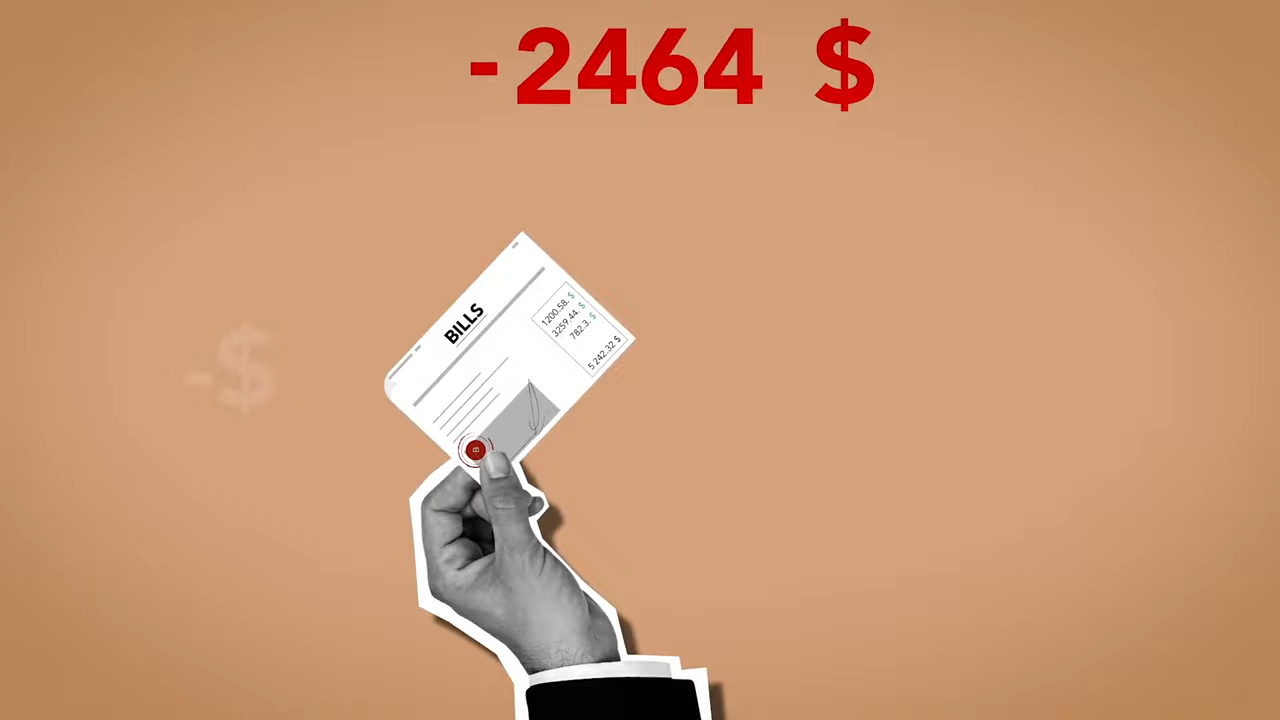 -2464 $
-$
BILLS
1200.58. $
3259.44. $
782.3. $
5 242.32 $
B